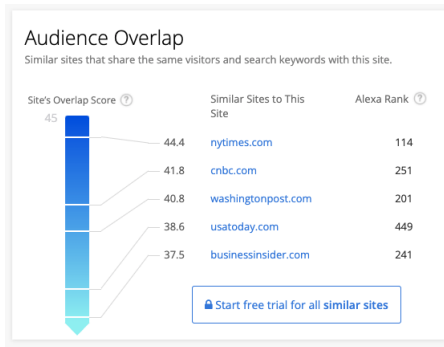 Audience Overlap
Similar sites that share the same visitors and search keywords with this site.
Site's Overlap Score ?
Similar Sites to This
Site
Alexa Rank ?
45
44.4 nytimes.com 114
41.8 cnbc.com 251
40.8 washingtonpost.com 201
38.6 usatoday.com 449
37.5 businessinsider.com 241
Start free trial for all similar sites